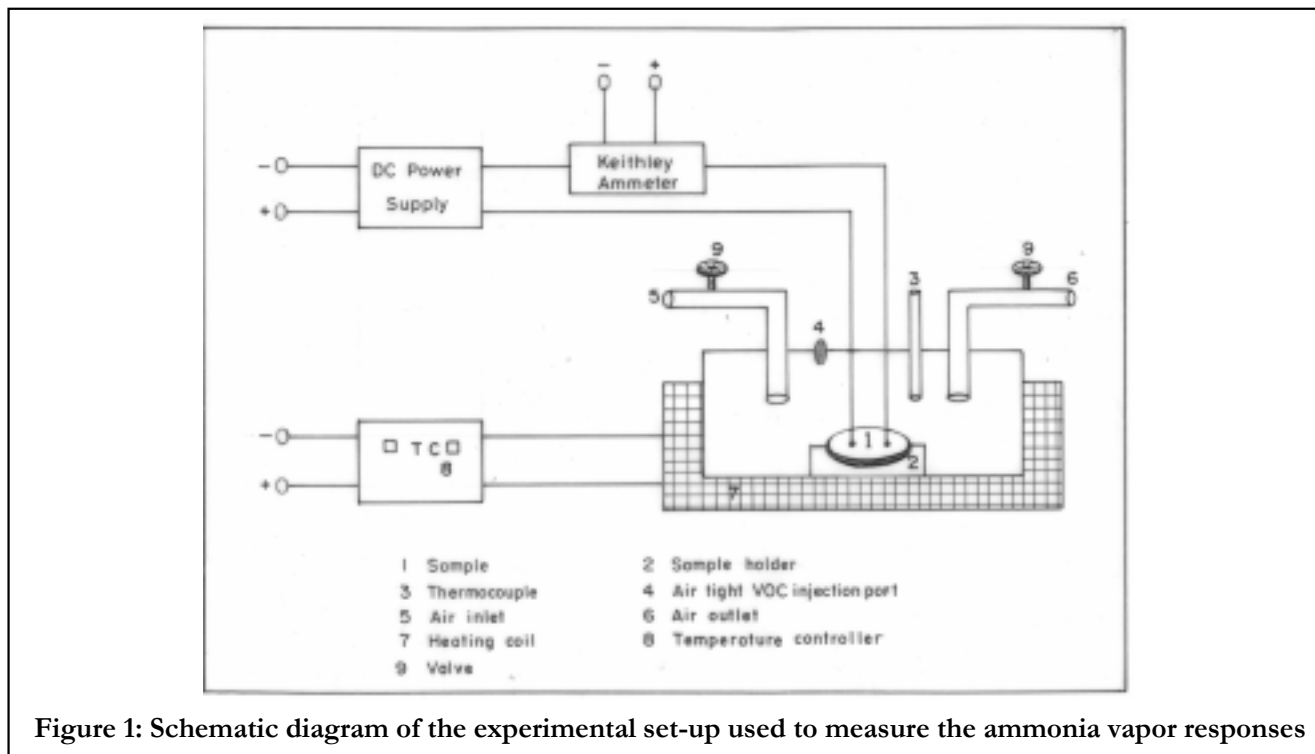 - +
DC Power
Supply
Keithley
Ammeter
-
+
9
9
5
3
6
4
-
+
T C
8
1
2
7
1 Sample
2 Sample holder
3 Thermocouple
4 Air tight VOC injection port
5 Air inlet
6 Air outlet
7 Heating coil
8 Temperature controller
9 Valve
Figure 1: Schematic diagram of the experimental set-up used to measure the ammonia vapor responses